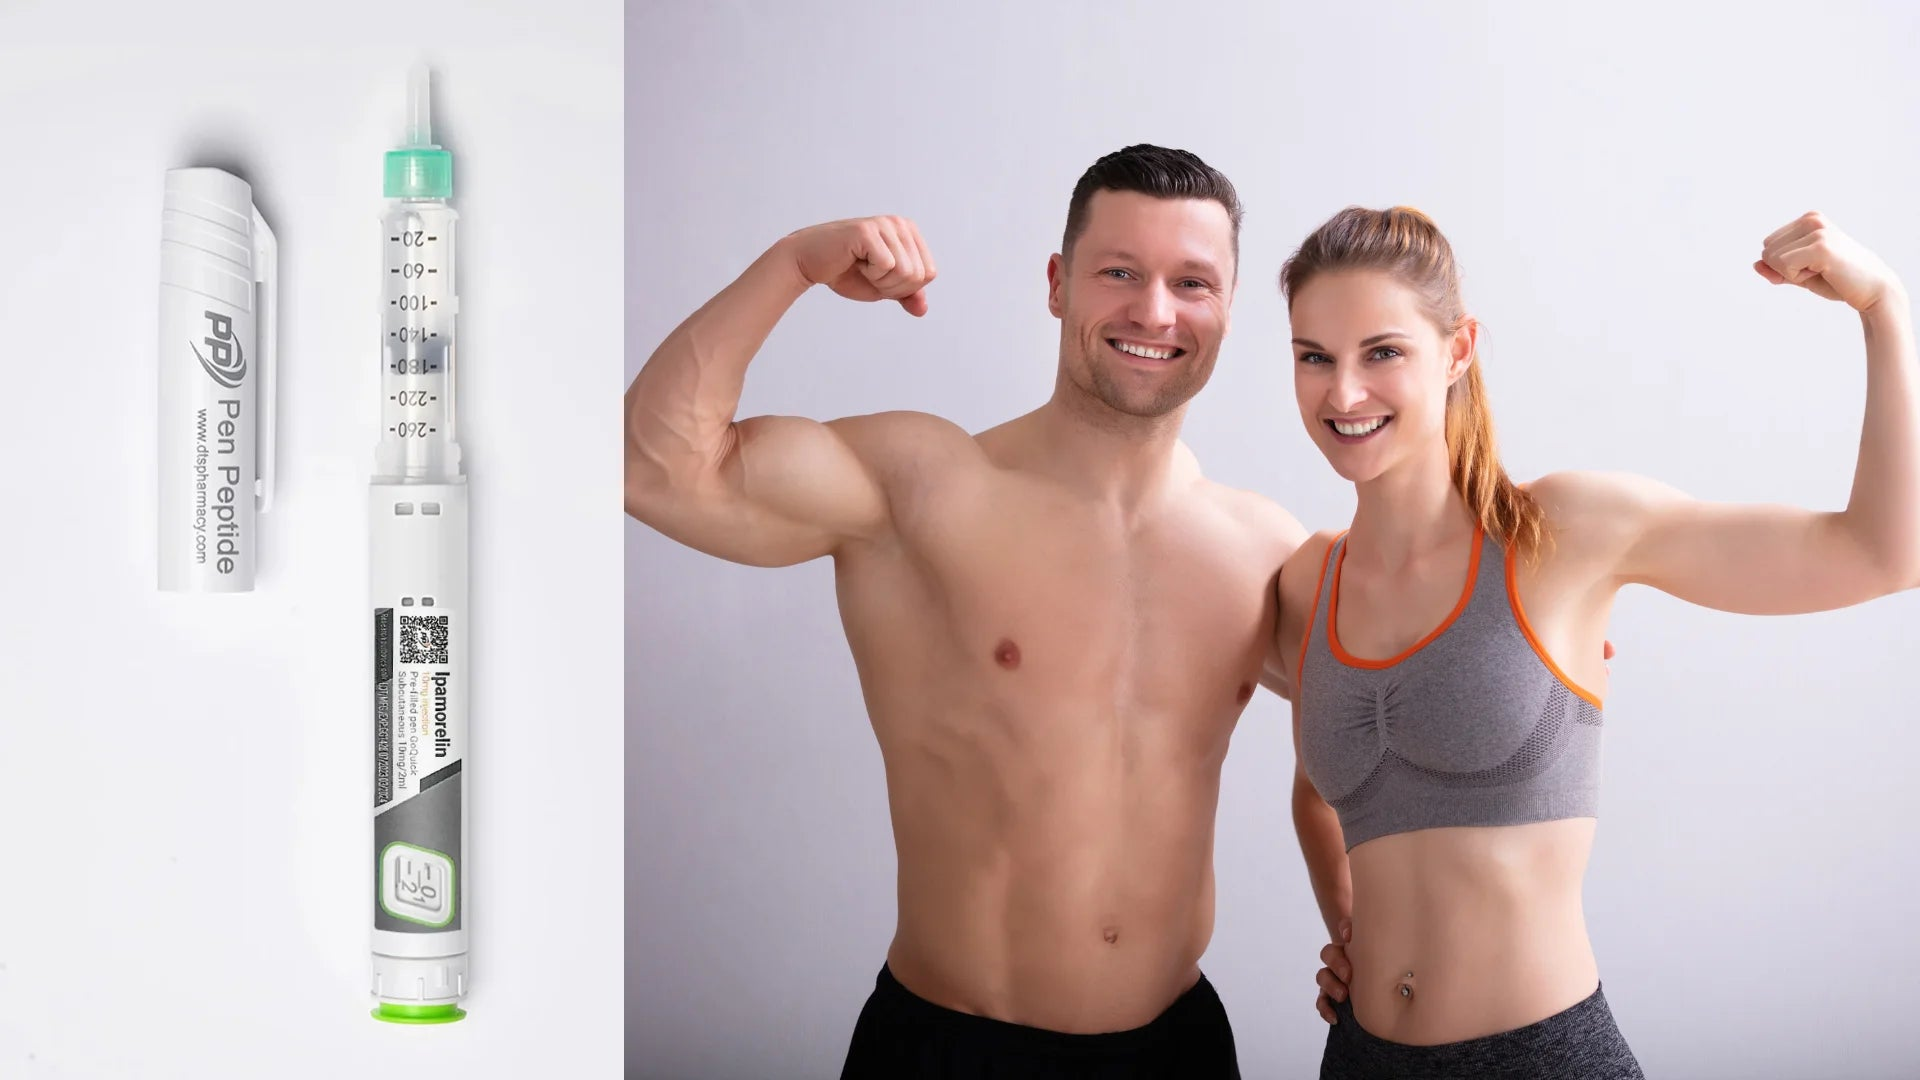 PP
Pen Peptide
www.dtspharmacy.com
- 20 -
- 60 -
- 100 -
- 140 -
- 180 -
- 220 -
- 260 -
Ipamorelin
10mg injection
Pre-filled pen GoQuick
Subcutaneous 10mg/2ml